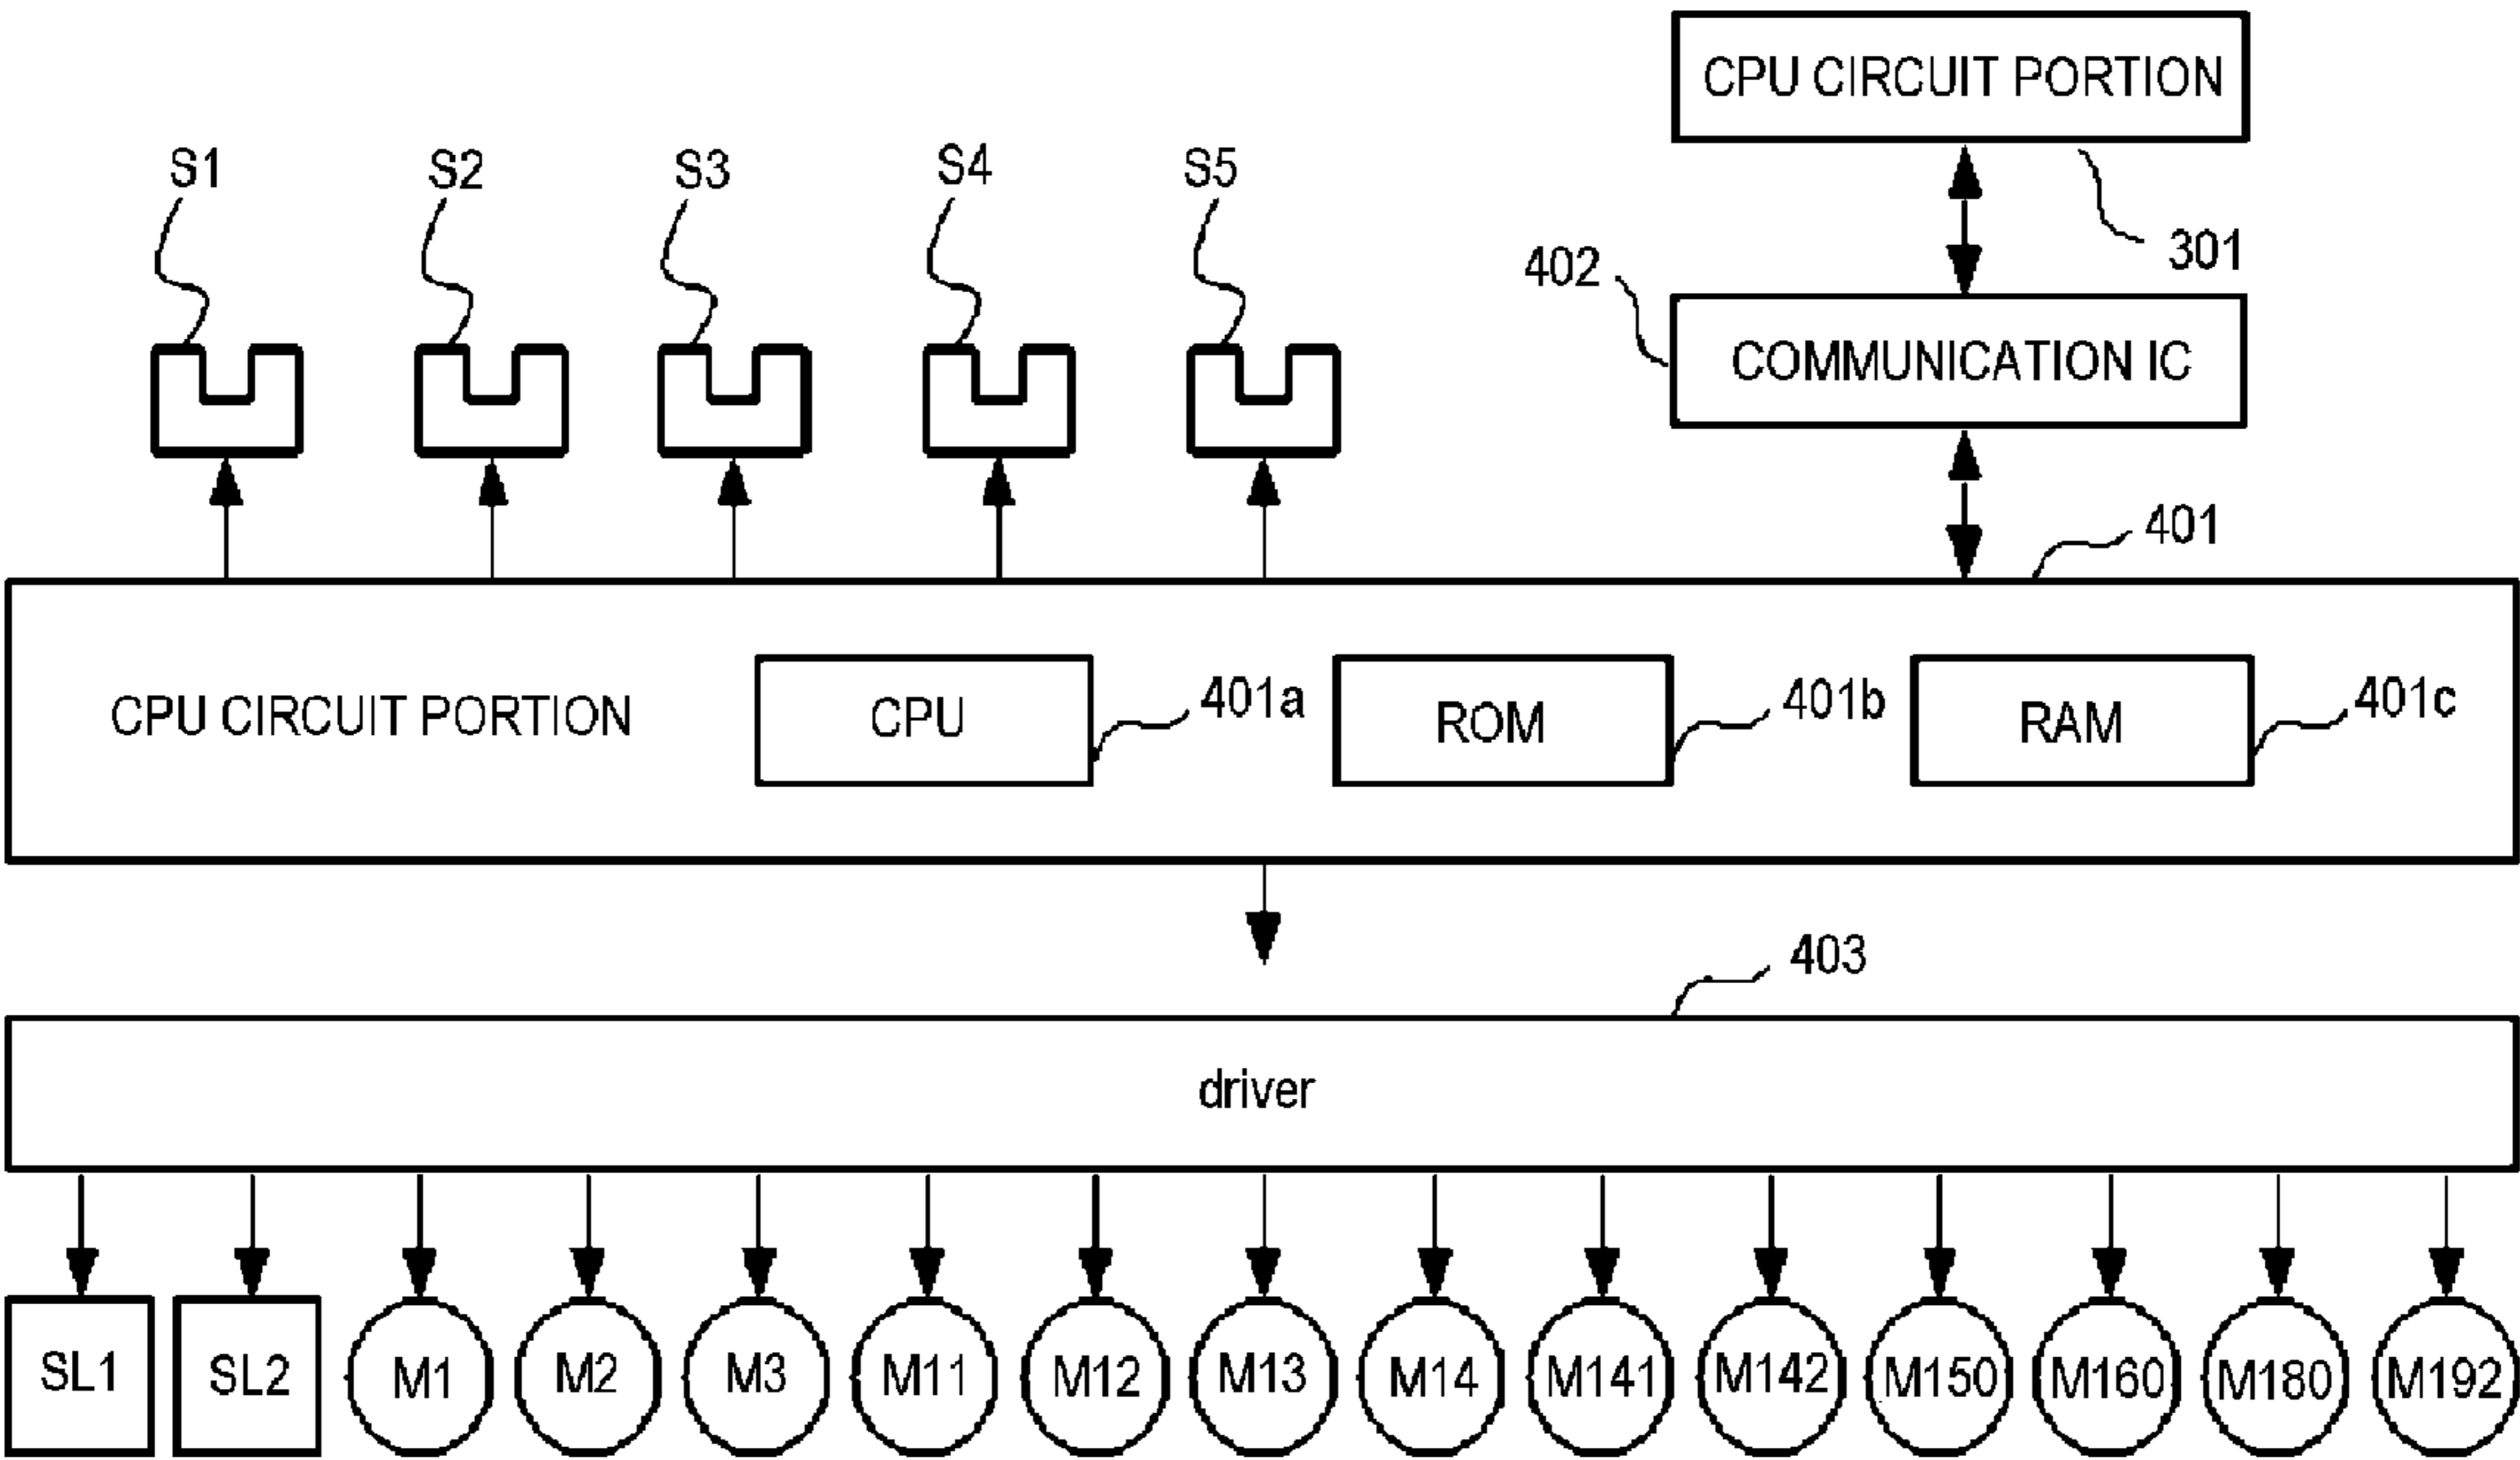 CPU CIRCUIT PORTION
S1 S2 S3 S4 S5
301
402
COMMUNICATION IC
401
CPU CIRCUIT PORTION CPU 401a ROM 401b RAM 401c
403
driver
SL1 SL2 M1 M2 M3 M11 M12 M13 M14 M141 M142 M150 M160 M180 M192